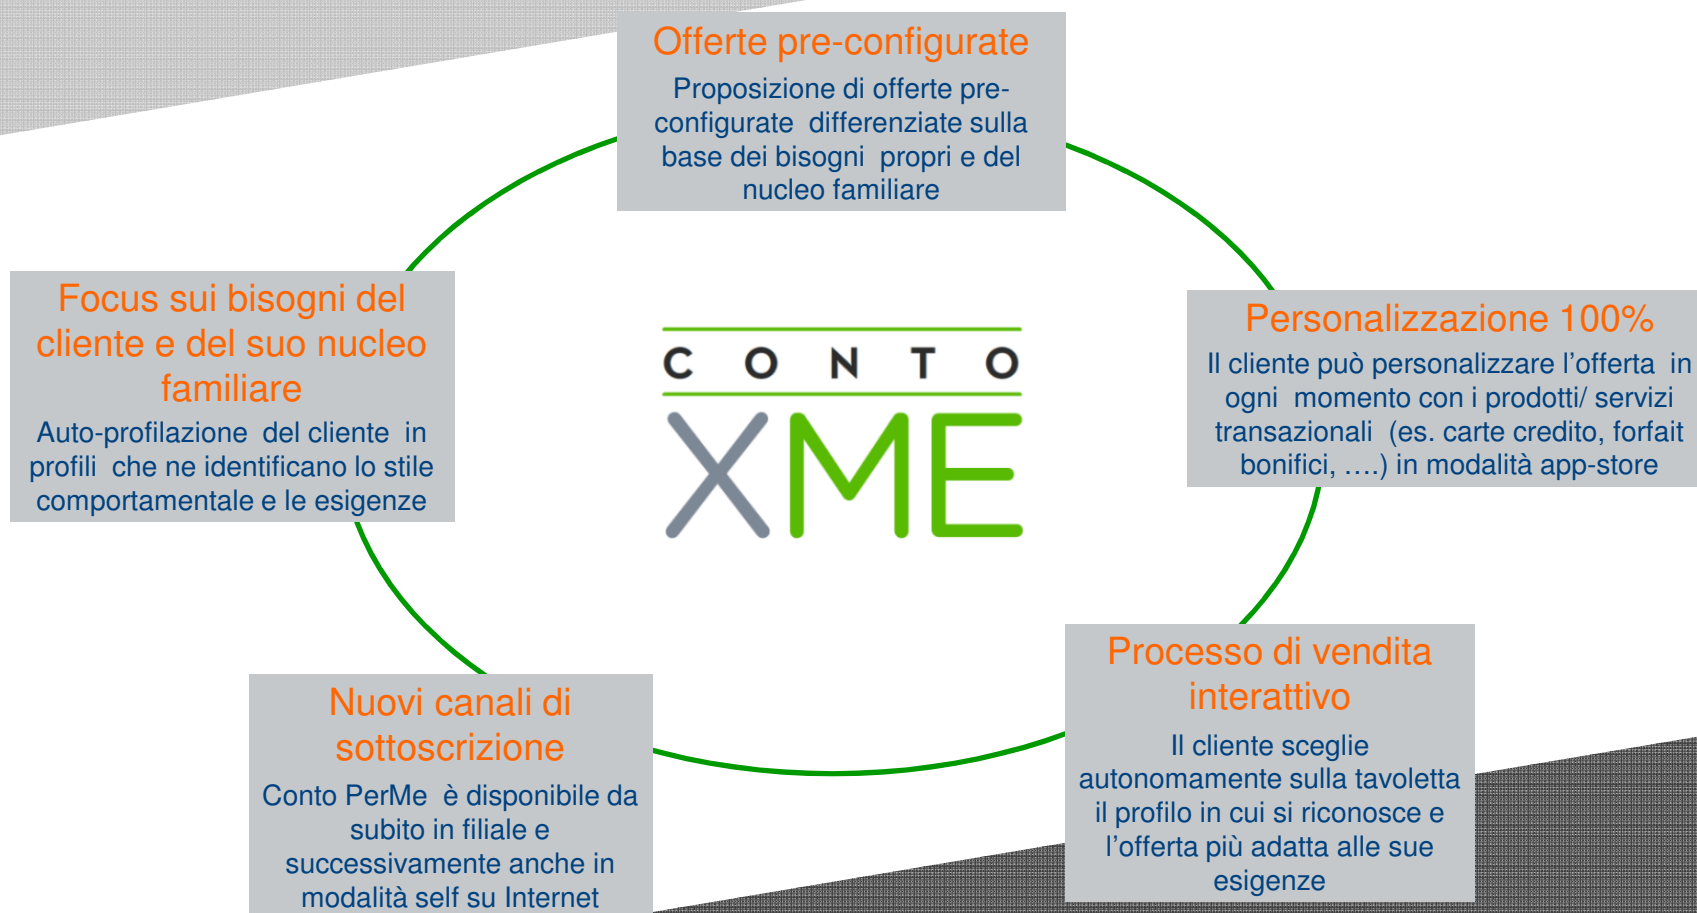 Offerte pre-configurate
Proposizione di offerte pre-
configurate differenziate sulla
base dei bisogni propri e del
nucleo familiare
Focus sui bisogni del
cliente e del suo nucleo
familiare
Auto-profilazione del cliente in
profili che ne identificano lo stile
comportamentale e le esigenze
CONTO
XME
Personalizzazione 100%
Il cliente può personalizzare l'offerta in
ogni momento con i prodotti/ servizi
transazionali (es. carte credito, forfait
bonifici, ….) in modalità app-store
Nuovi canali di
sottoscrizione
Conto PerMe è disponibile da
subito in filiale e
successivamente anche in
modalità self su Internet
Processo di vendita
interattivo
Il cliente sceglie
autonomamente sulla tavoletta
il profilo in cui si riconosce e
l'offerta più adatta alle sue
esigenze